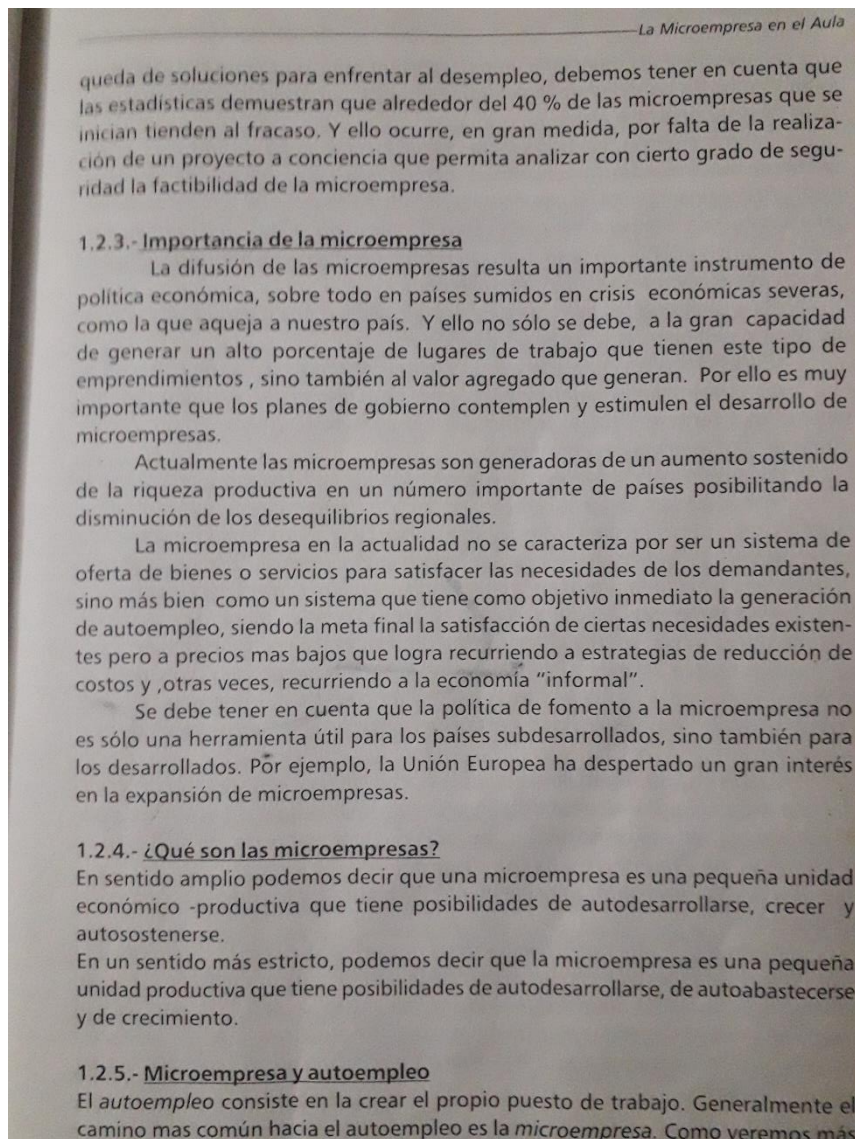 La Microempresa en el Aula
queda de soluciones para enfrentar al desempleo, debemos tener en cuenta que
las estadísticas demuestran que alrededor del 40 % de las microempresas que se
inician tienden al fracaso. Y ello ocurre, en gran medida, por falta de la realiza-
ción de un proyecto a conciencia que permita analizar con cierto grado de segu-
ridad la factibilidad de la microempresa.
1.2.3.- Importancia de la microempresa
La difusión de las microempresas resulta un importante instrumento de
política económica, sobre todo en países sumidos en crisis económicas severas,
como la que aqueja a nuestro país. Y ello no sólo se debe, a la gran capacidad
de generar un alto porcentaje de lugares de trabajo que tienen este tipo de
emprendimientos , sino también al valor agregado que generan. Por ello es muy
importante que los planes de gobierno contemplen y estimulen el desarrollo de
microempresas.
Actualmente las microempresas son generadoras de un aumento sostenido
de la riqueza productiva en un número importante de países posibilitando la
disminución de los desequilibrios regionales.
La microempresa en la actualidad no se caracteriza por ser un sistema de
oferta de bienes o servicios para satisfacer las necesidades de los demandantes,
sino más bien como un sistema que tiene como objetivo inmediato la generación
de autoempleo, siendo la meta final la satisfacción de ciertas necesidades existen-
tes pero a precios mas bajos que logra recurriendo a estrategias de reducción de
costos y ,otras veces, recurriendo a la economía “informal”.
Se debe tener en cuenta que la política de fomento a la microempresa no
es sólo una herramienta útil para los países subdesarrollados, sino también para
los desarrollados. Por ejemplo, la Unión Europea ha despertado un gran interés
en la expansión de microempresas.
1.2.4.- ¿Qué son las microempresas?
En sentido amplio podemos decir que una microempresa es una pequeña unidad
económico -productiva que tiene posibilidades de autodesarrollarse, crecer y
autosostenerse.
En un sentido más estricto, podemos decir que la microempresa es una pequeña
unidad productiva que tiene posibilidades de autodesarrollarse, de autoabastecerse
y de crecimiento.
1.2.5.- Microempresa y autoempleo
El autoempleo consiste en la crear el propio puesto de trabajo. Generalmente el
camino mas común hacia el autoempleo es la microempresa. Como veremos más